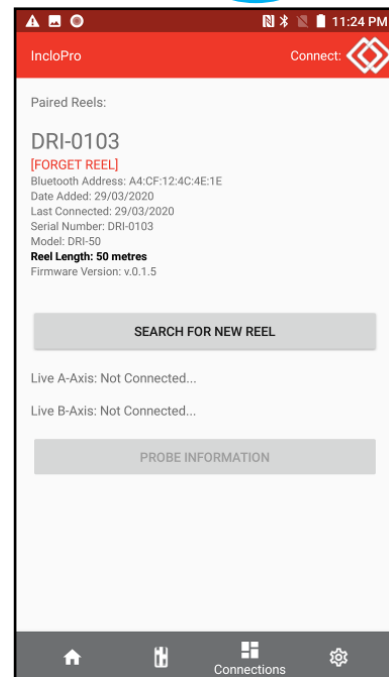 11:24 PM
IncloPro
Connect:
Paired Reels:
DRI-0103
[FORGET REEL]
Bluetooth Address: A4:CF:12:4C:4E:1E
Date Added: 29/03/2020
Last Connected: 29/03/2020
Serial Number: DRI-0103
Model: DRI-50
Reel Length: 50 metres
Firmware Version: v.0.1.5
SEARCH FOR NEW REEL
Live A-Axis: Not Connected...
Live B-Axis: Not Connected...
PROBE INFORMATION
Connections